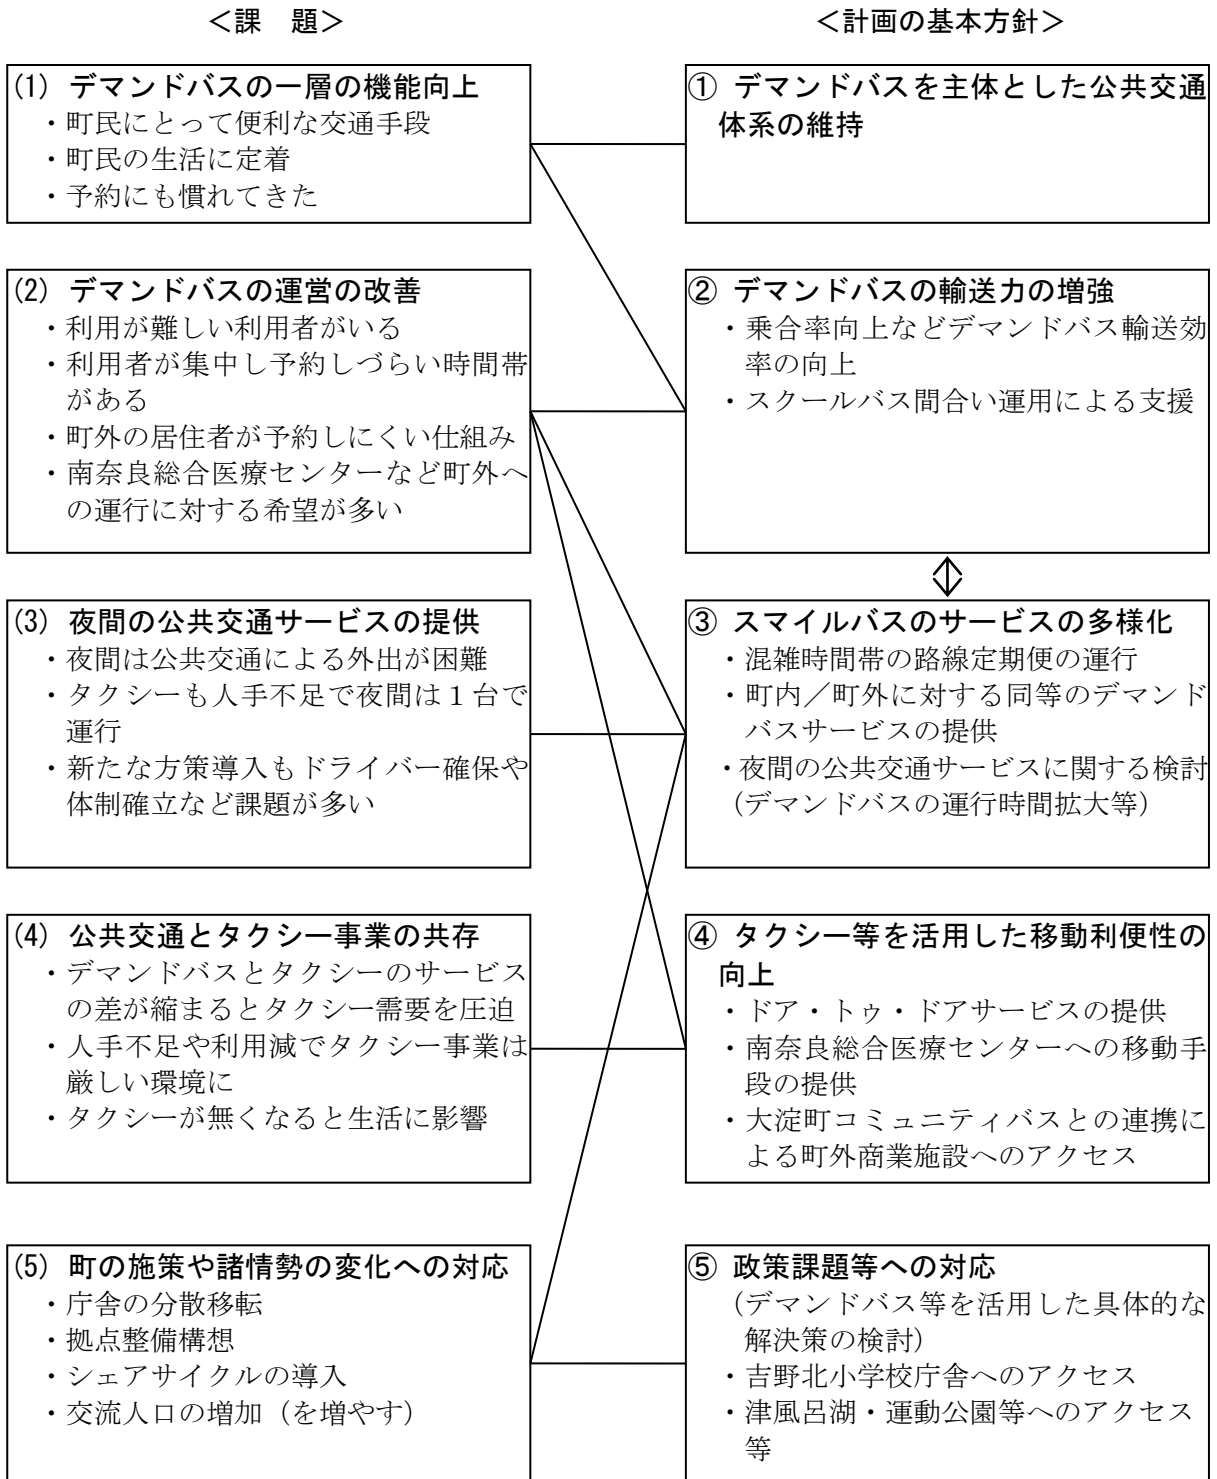 ＜課　題＞
(1) デマンドバスの一層の機能向上
・町民にとって便利な交通手段
・町民の生活に定着
・予約にも慣れてきた
(2) デマンドバスの運営の改善
・利用が難しい利用者がいる
・利用者が集中し予約しづらい時間帯
がある
・町外の居住者が予約しにくい仕組み
・南奈良総合医療センターなど町外へ
の運行に対する希望が多い
(3) 夜間の公共交通サービスの提供
・夜間は公共交通による外出が困難
・タクシーも人手不足で夜間は１台で
運行
・新たな方策導入もドライバー確保や
体制確立など課題が多い
(4) 公共交通とタクシー事業の共存
・デマンドバスとタクシーのサービス
の差が縮まるとタクシー需要を圧迫
・人手不足や利用減でタクシー事業は
厳しい環境に
・タクシーが無くなると生活に影響
(5) 町の施策や諸情勢の変化への対応
・庁舎の分散移転
・拠点整備構想
・シェアサイクルの導入
・交流人口の増加（を増やす）
＜計画の基本方針＞
① デマンドバスを主体とした公共交通
体系の維持
② デマンドバスの輸送力の増強
・乗合率向上などデマンドバス輸送効
率の向上
・スクールバス間合い運用による支援
③ スマイルバスのサービスの多様化
・混雑時間帯の路線定期便の運行
・町内／町外に対する同等のデマンド
バスサービスの提供
・夜間の公共交通サービスに関する検討
（デマンドバスの運行時間拡大等）
④ タクシー等を活用した移動利便性の
向上
・ドア・トゥ・ドアサービスの提供
・南奈良総合医療センターへの移動手
段の提供
・大淀町コミュニティバスとの連携に
よる町外商業施設へのアクセス
⑤ 政策課題等への対応
（デマンドバス等を活用した具体的な
解決策の検討）
・吉野北小学校庁舎へのアクセス
・津風呂湖・運動公園等へのアクセス
等